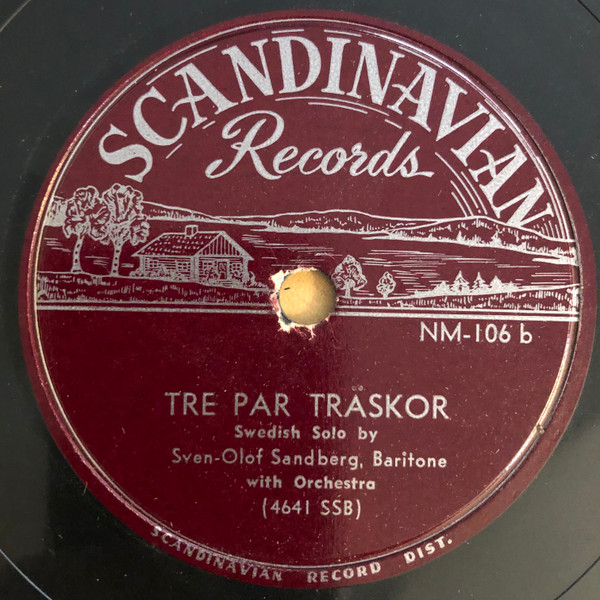 SCANDINAVIAN
Records
NM-106 b
TRE PAR TRÄSKOR
Swedish Solo by
Sven-Olof Sandberg, Baritone
with Orchestra
(4641 SSB)
SCANDINAVIAN RECORD DIST.